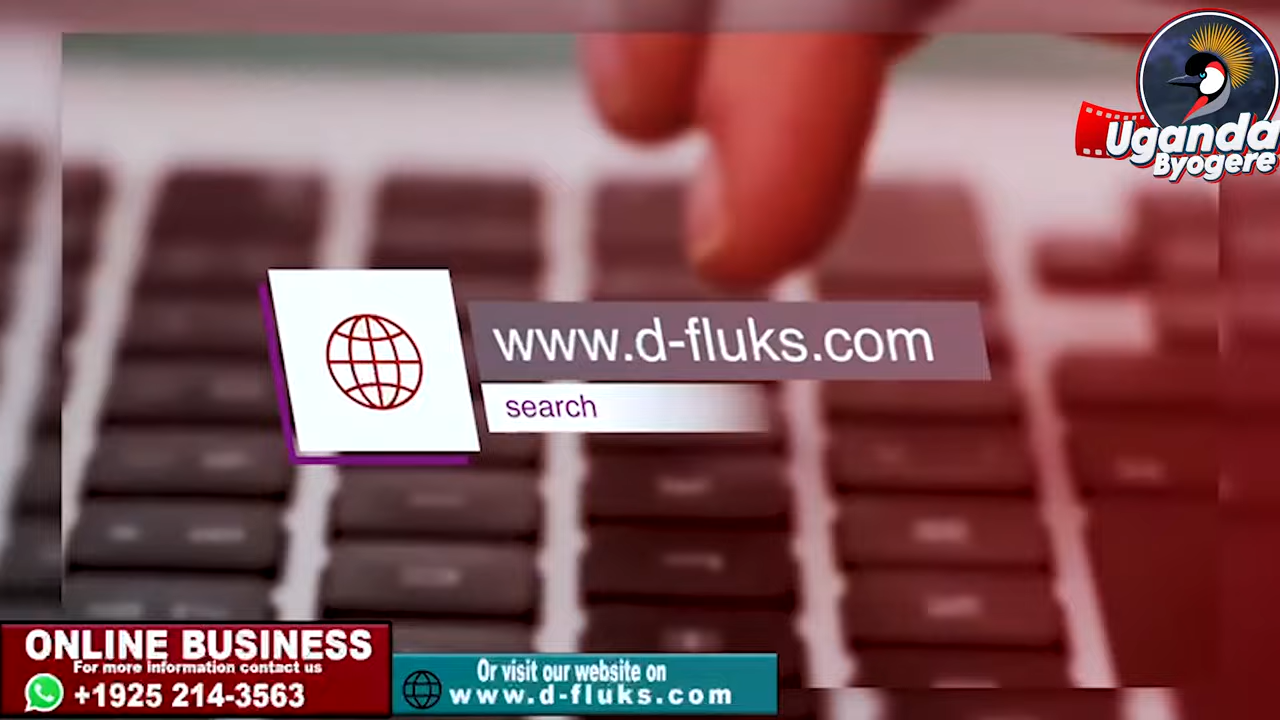 Uganda
Byogere
www.d-fluks.com
search
ONLINE BUSINESS
For more information contact us
+1925 214-3563
Or visit our website on
www.d-fluks.com